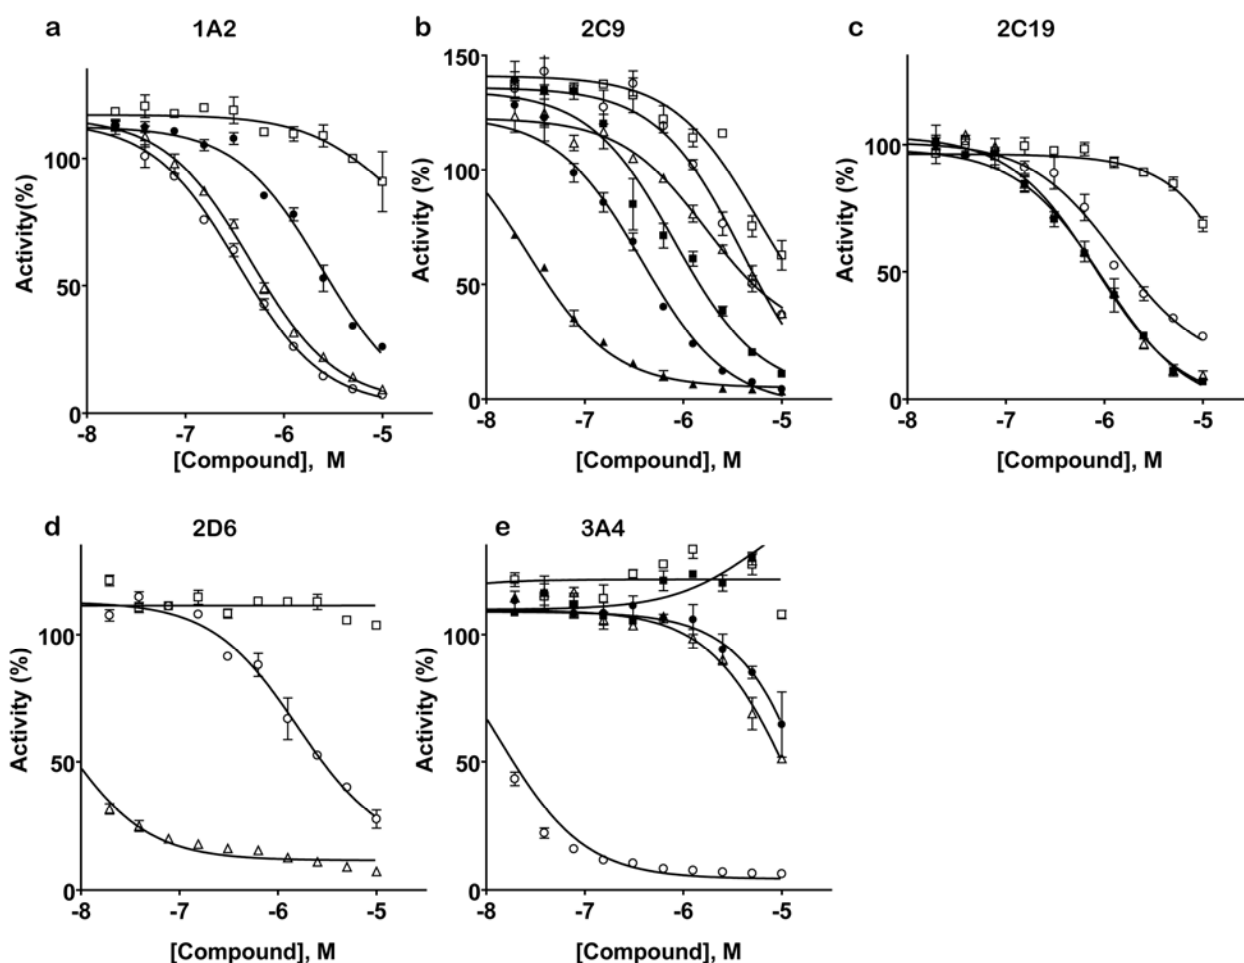 a 1A2
b 2C9
c 2C19
Activity(%)
100
50
0
-8 -7 -6 -5
[Compound], M
Activity (%)
150
100
50
0
-8 -7 -6 -5
[Compound], M
Activity (%)
100
50
0
-8 -7 -6 -5
[Compound], M
d 2D6
e 3A4
Activity (%)
100
50
0
-8 -7 -6 -5
[Compound], M
Activity (%)
100
50
0
-8 -7 -6 -5
[Compound], M